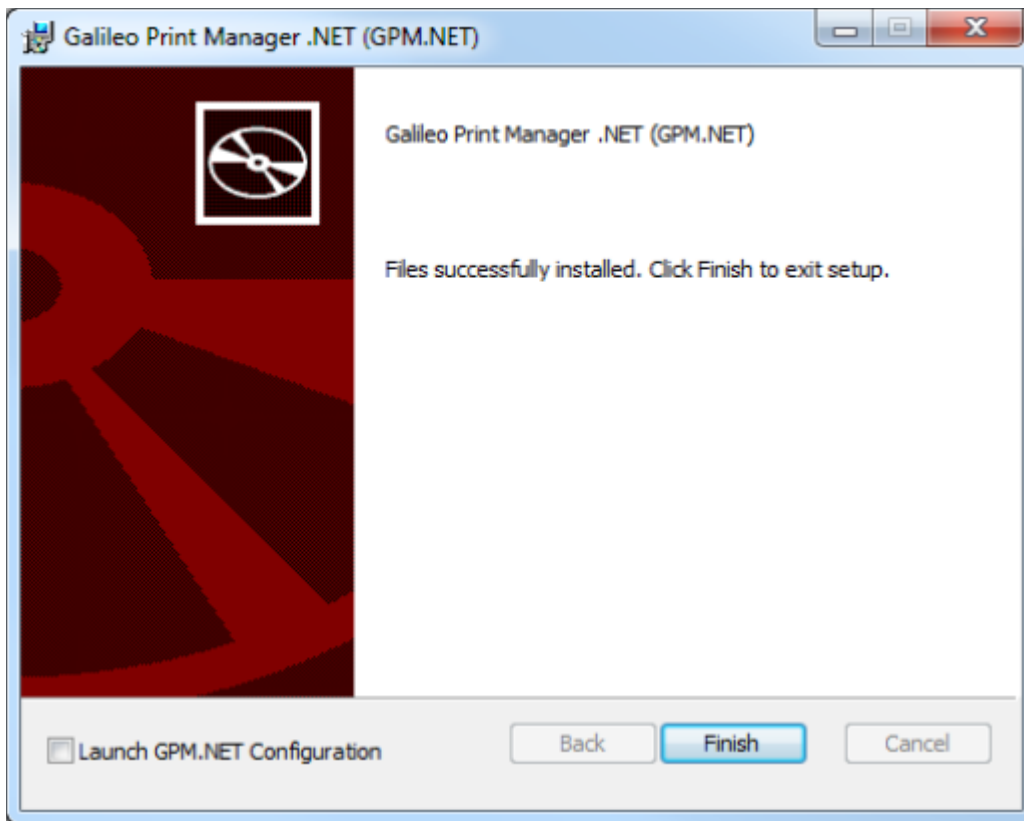 Galileo Print Manager .NET (GPM.NET)
Galileo Print Manager .NET (GPM.NET)
Files successfully installed. Click Finish to exit setup.
Launch GPM.NET Configuration
Back
Finish
Cancel